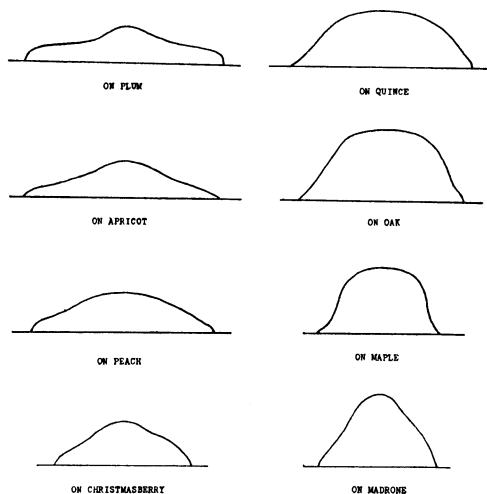 ON PLUM
ON QUINCE
ON APRICOT
ON OAK
ON PEACH
ON MAPLE
ON CHRISTMASBERRY
ON MADRONE